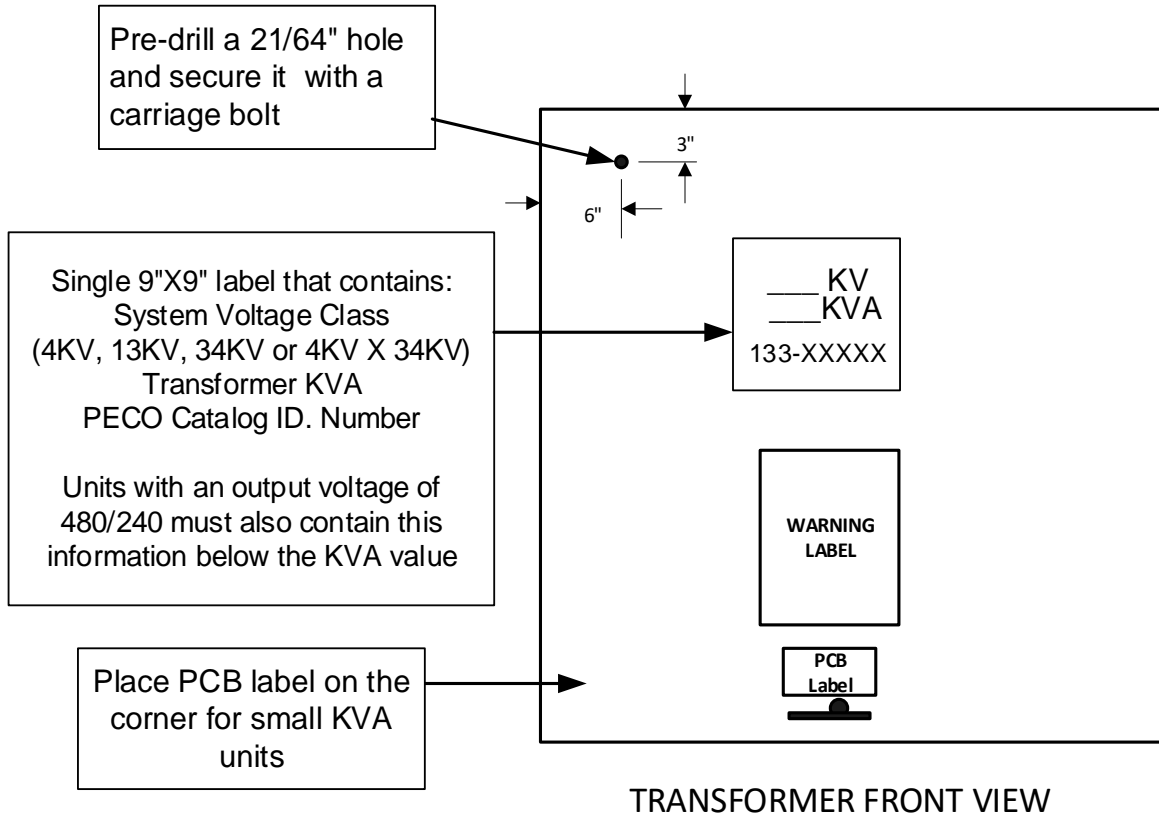 Pre-drill a 21/64" hole
and secure it with a
carriage bolt
3"
6"
Single 9"X9" label that contains:
System Voltage Class
(4KV, 13KV, 34KV or 4KV X 34KV)
Transformer KVA
PECO Catalog ID. Number
Units with an output voltage of
480/240 must also contain this
information below the KVA value
___ KV
___KVA
133-XXXXX
WARNING
LABEL
Place PCB label on the
corner for small KVA
units
PCB
Label
TRANSFORMER FRONT VIEW